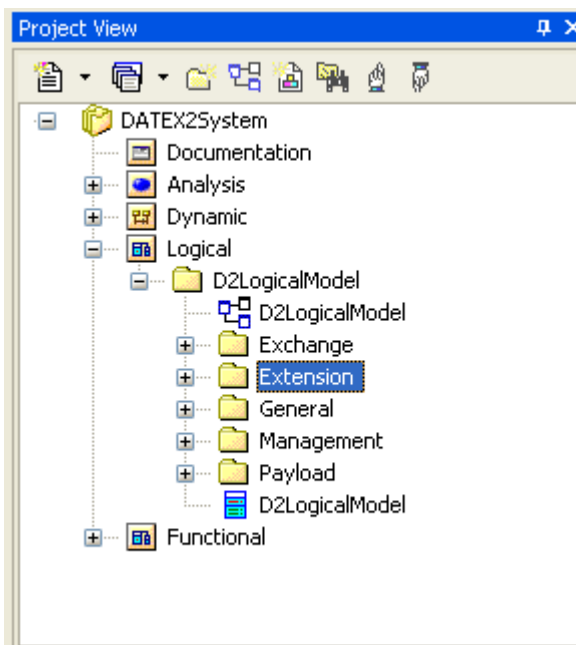 Project View
DATEX2System
Documentation
Analysis
Dynamic
Logical
D2LogicalModel
D2LogicalModel
Exchange
Extension
General
Management
Payload
D2LogicalModel
Functional